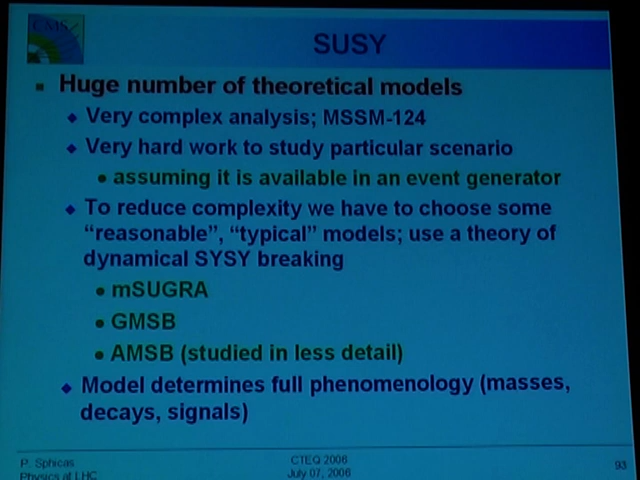 CMS
SUSY
Huge number of theoretical models
Very complex analysis; MSSM-124
Very hard work to study particular scenario
assuming it is available in an event generator
To reduce complexity we have to choose some
“reasonable”, “typical” models; use a theory of
dynamical SYSY breaking
mSUGRA
GMSB
AMSB (studied in less detail)
Model determines full phenomenology (masses,
decays, signals)
P. Sphicas
Physics at LHC
CTEQ 2006
July 07, 2006
93